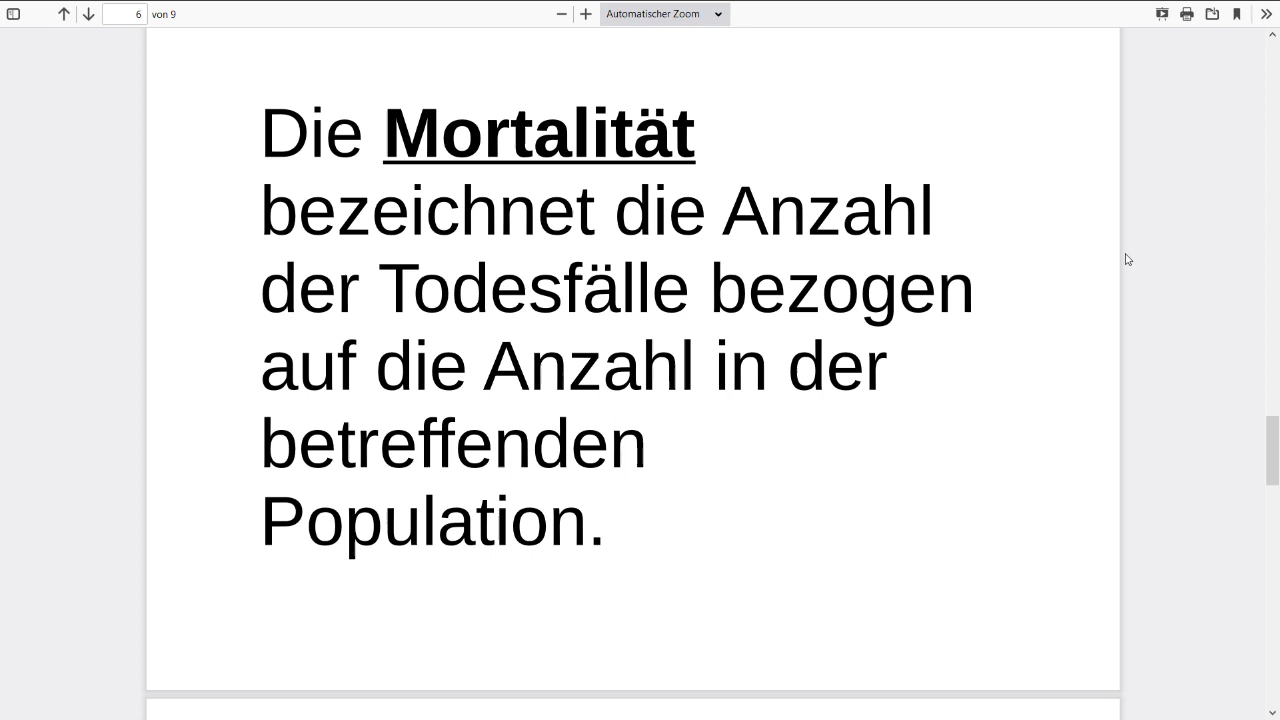 6 von 9 Automatischer Zoom
Die Mortalität
bezeichnet die Anzahl
der Todesfälle bezogen
auf die Anzahl in der
betreffenden
Population.